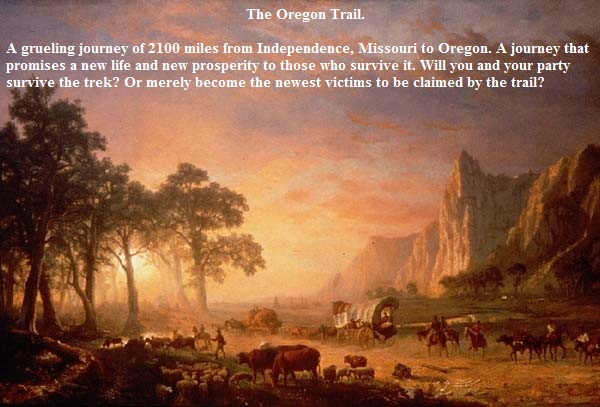 The Oregon Trail.
A grueling journey of 2100 miles from Independence, Missouri to Oregon. A journey that
promises a new life and new prosperity to those who survive it. Will you and your party
survive the trek? Or merely become the newest victims to be claimed by the trail?